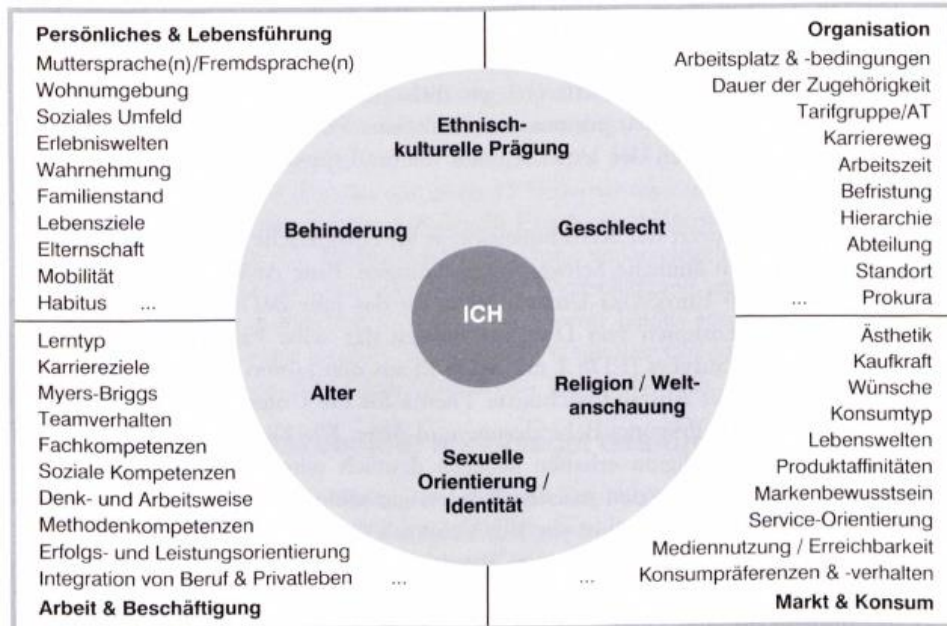 Persönliches & Lebensführung
Muttersprache(n)/Fremdsprache(n)
Wohnumgebung
Soziales Umfeld
Erlebniswelten
Wahrnehmung
Familienstand
Lebensziele
Elternschaft
Mobilität
Habitus ...
Organisation
Arbeitsplatz & -bedingungen
Dauer der Zugehörigkeit
Tarifgruppe/AT
Karriereweg
Arbeitszeit
Befristung
Hierarchie
Abteilung
Standort
... Prokura
Ethnisch-
kulturelle Prägung
Behinderung
Geschlecht
ICH
Alter
Religion / Welt-
anschauung
Sexuelle
Orientierung /
Identität
Lerntyp
Karriereziele
Myers-Briggs
Teamverhalten
Fachkompetenzen
Soziale Kompetenzen
Denk- und Arbeitsweise
Methodenkompetenzen
Erfolgs- und Leistungsorientierung
Integration von Beruf & Privatleben ...
Arbeit & Beschäftigung
Ästhetik
Kaufkraft
Wünsche
Konsumtyp
Lebenswelten
Produktaffinitäten
Markenbewusstsein
Service-Orientierung
Mediennutzung / Erreichbarkeit
... Konsumpräferenzen & -verhalten
Markt & Konsum